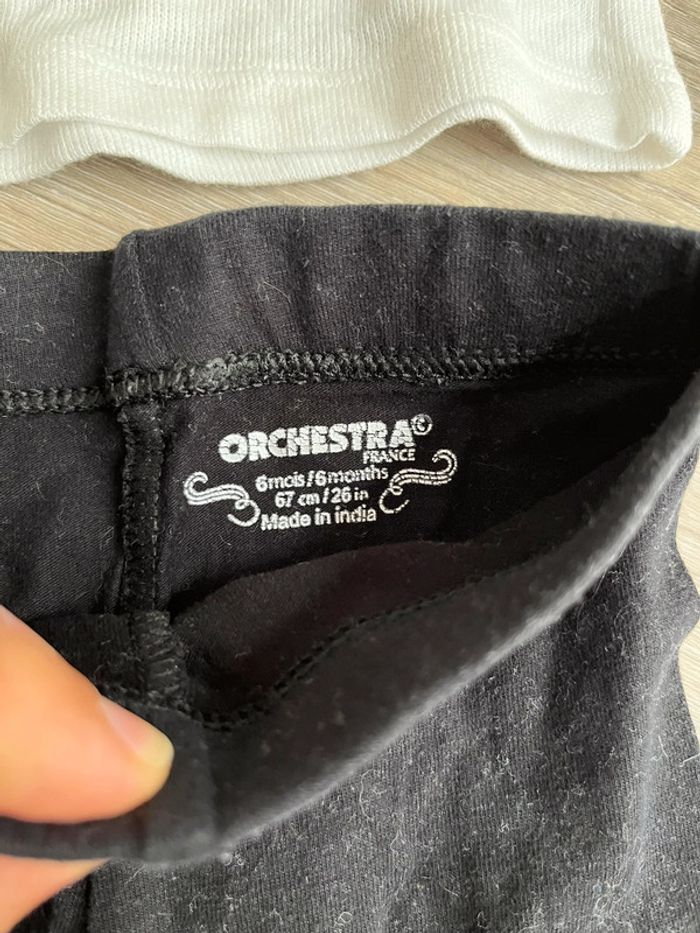 ORCHESTRA©
FRANCE
6mois/6months
67 cm/26 in
Made in india